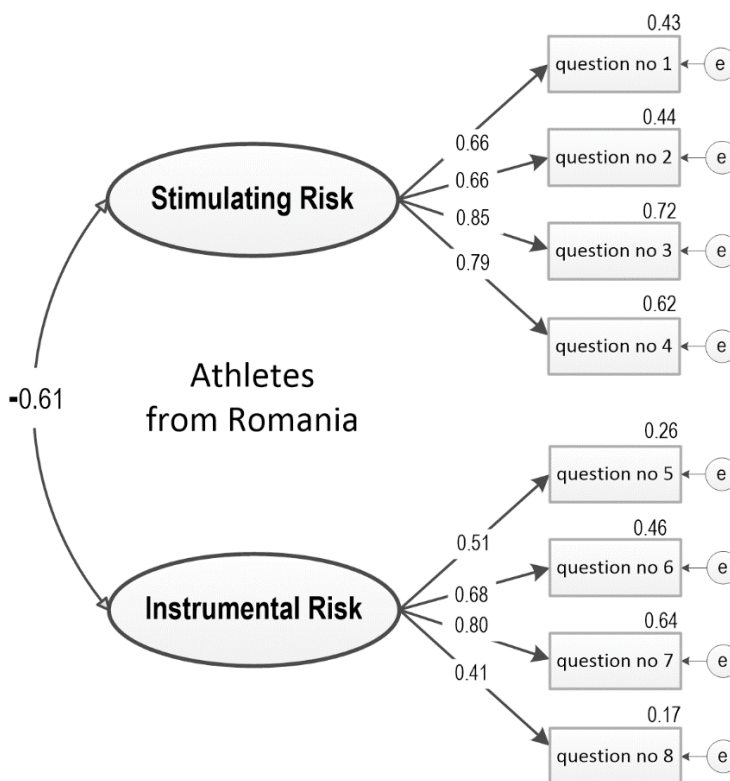 0.43
question no 1
e
0.66
0.44
question no 2
e
0.66
Stimulating Risk
0.72
question no 3
e
0.85
0.79
0.62
question no 4
e
-0.61
Athletes
from Romania
0.26
question no 5
e
0.51
0.46
question no 6
e
0.68
Instrumental Risk
0.64
question no 7
e
0.80
0.41
0.17
question no 8
e